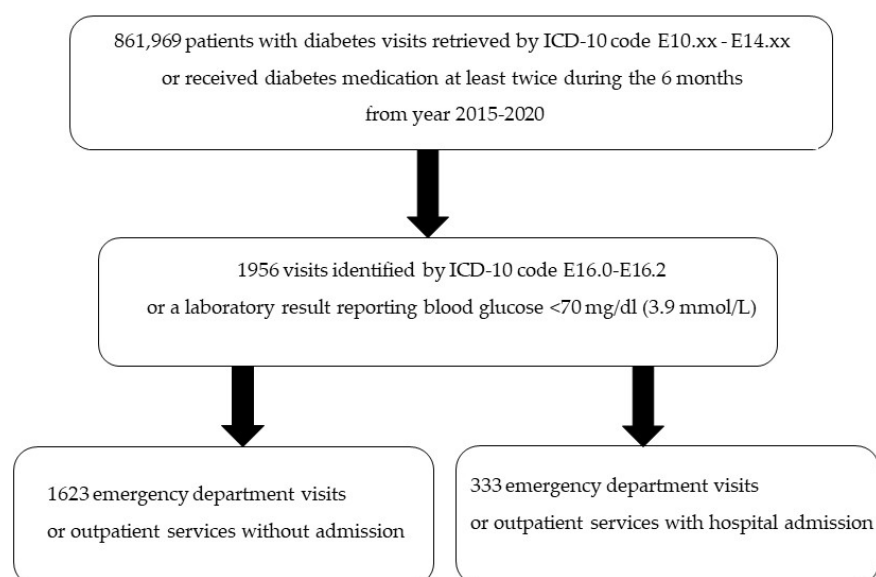 861,969 patients with diabetes visits retrieved by ICD-10 code E10.xx - E14.xx
or received diabetes medication at least twice during the 6 months
from year 2015-2020
1956 visits identified by ICD-10 code E16.0-E16.2
or a laboratory result reporting blood glucose <70 mg/dl (3.9 mmol/L)
1623 emergency department visits
or outpatient services without admission
333 emergency department visits
or outpatient services with hospital admission